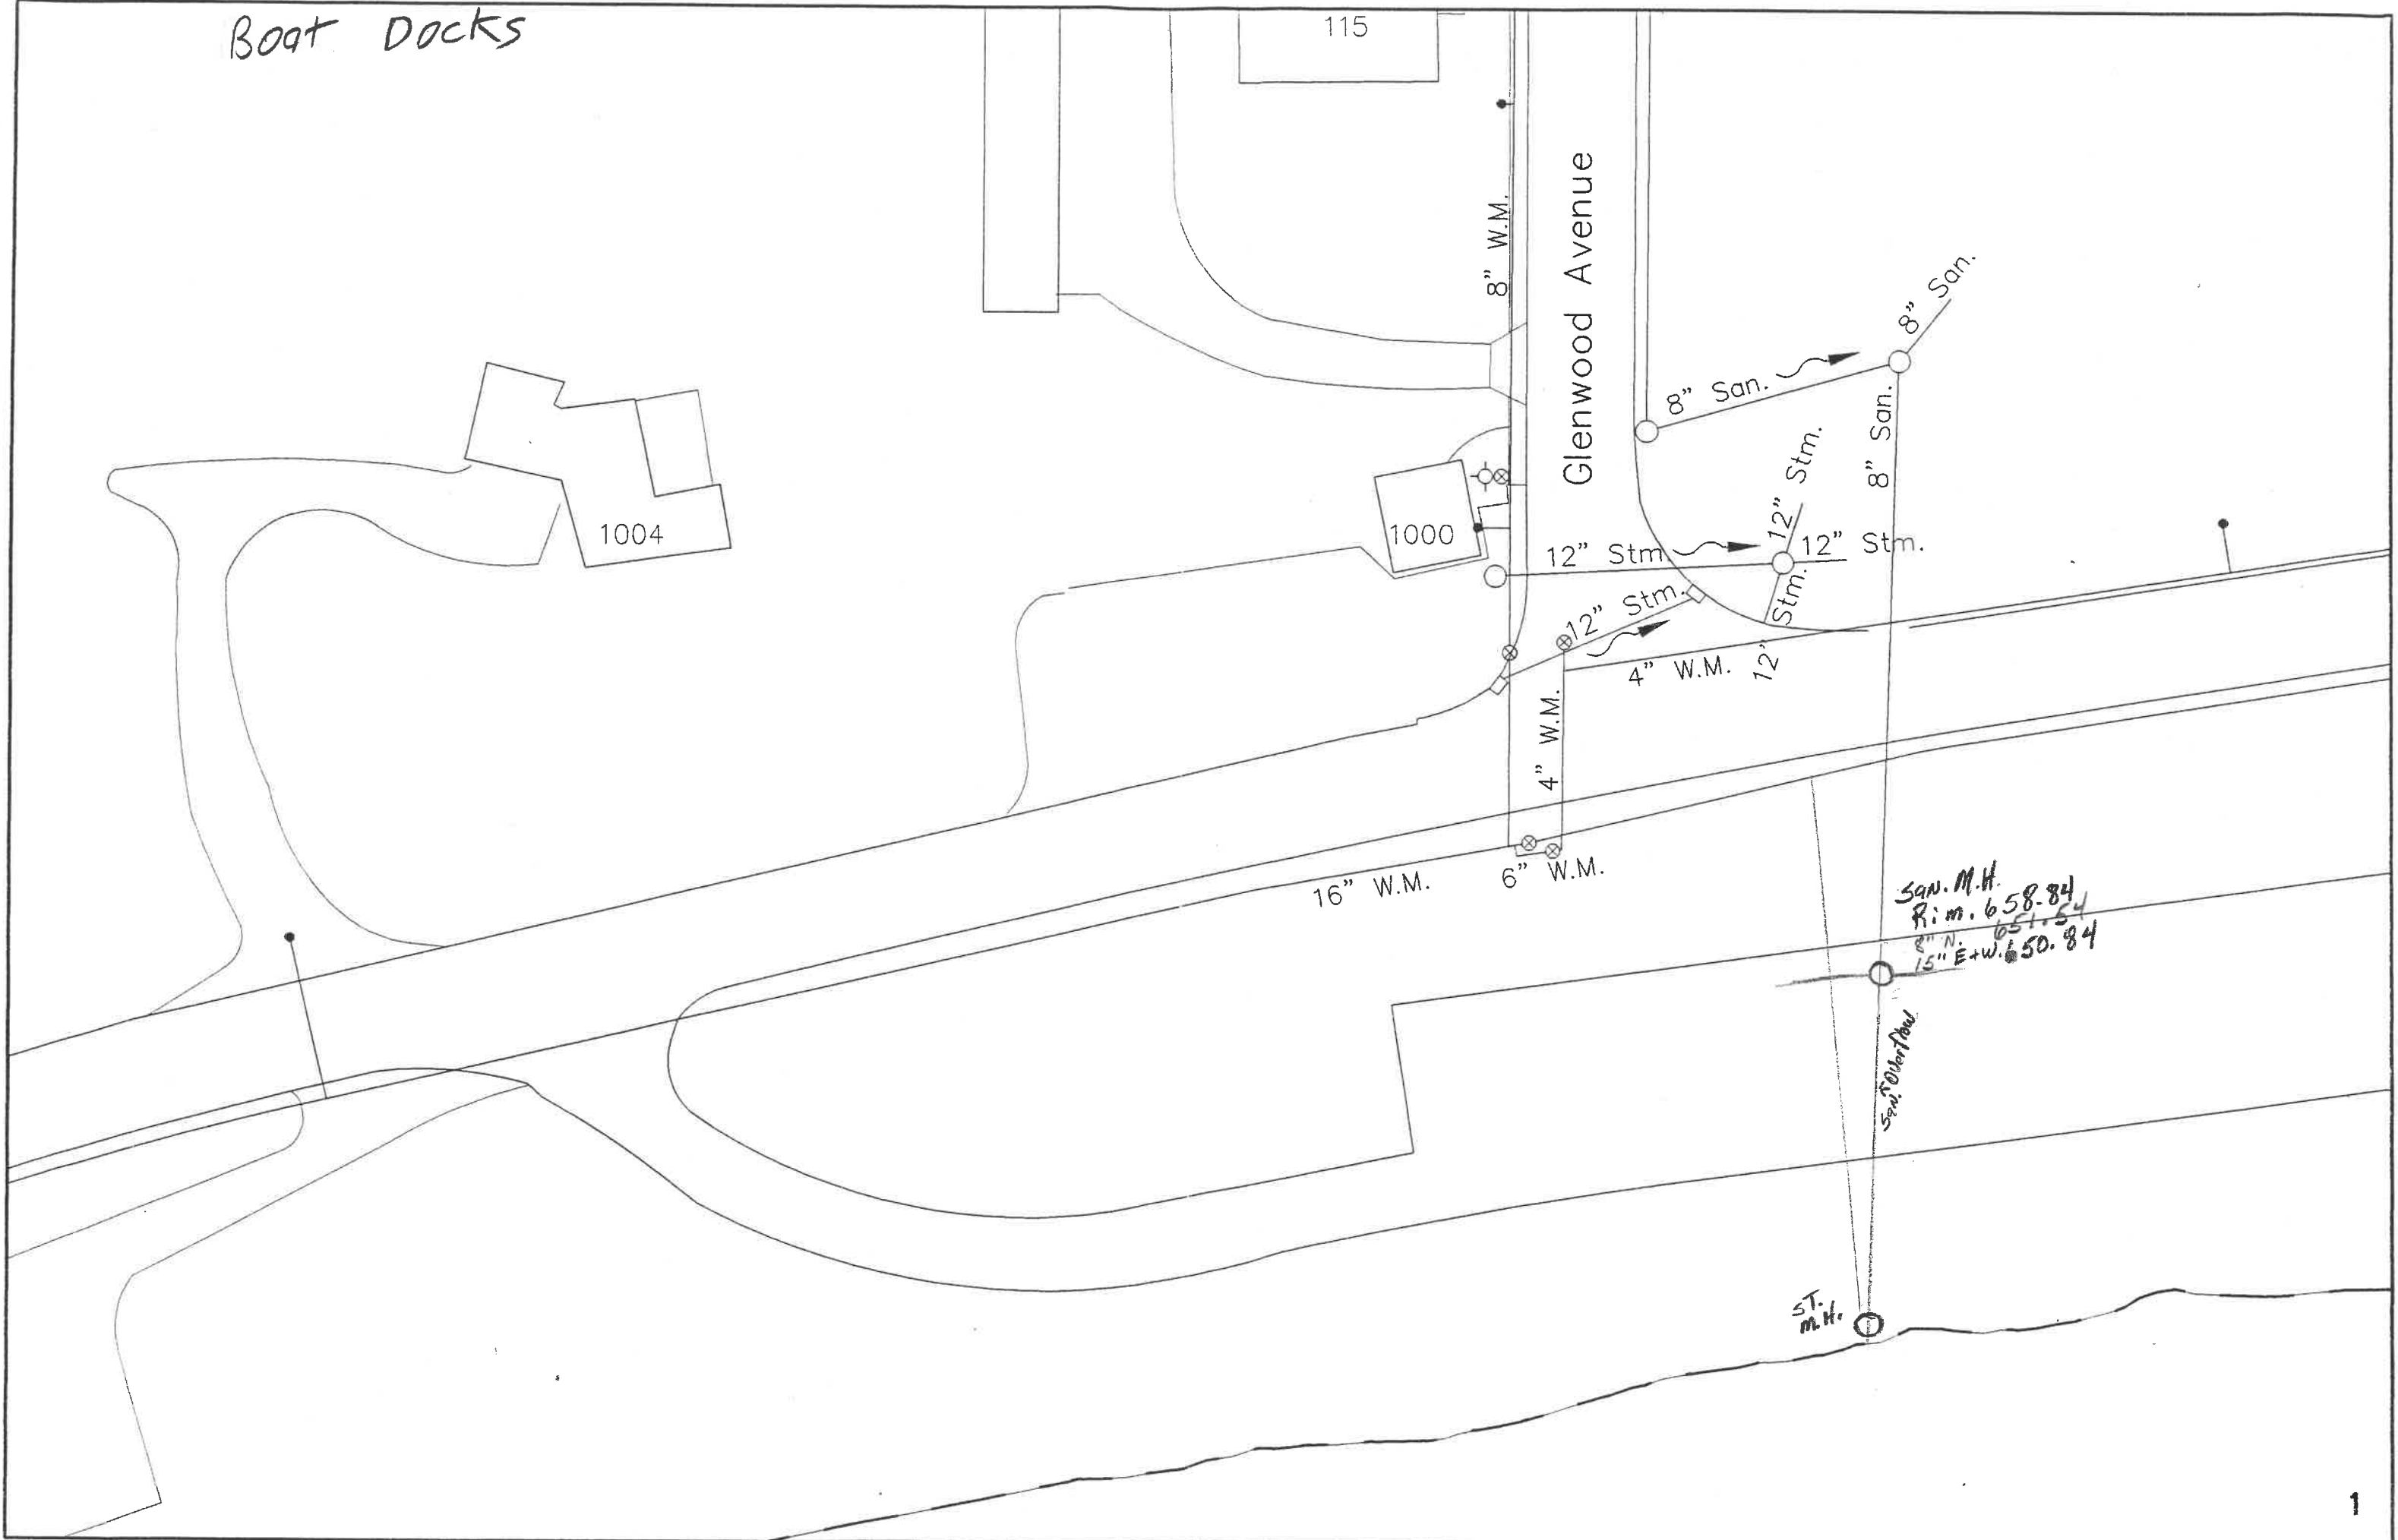 Boat Docks
115
8" W.M.
Glenwood Avenue
8" San.
8" San.
8" San.
1004
1000
12" Stm.
12" Stm.
12" Stm.
12" Stm.
12" Stm.
4" W.M.
4" W.M.
16" W.M.
6" W.M.
San. M.H.
Rim. 658.84
8" N. 651.54
15" E+W. 650.84
San. Overflow
ST.
M.H.
1